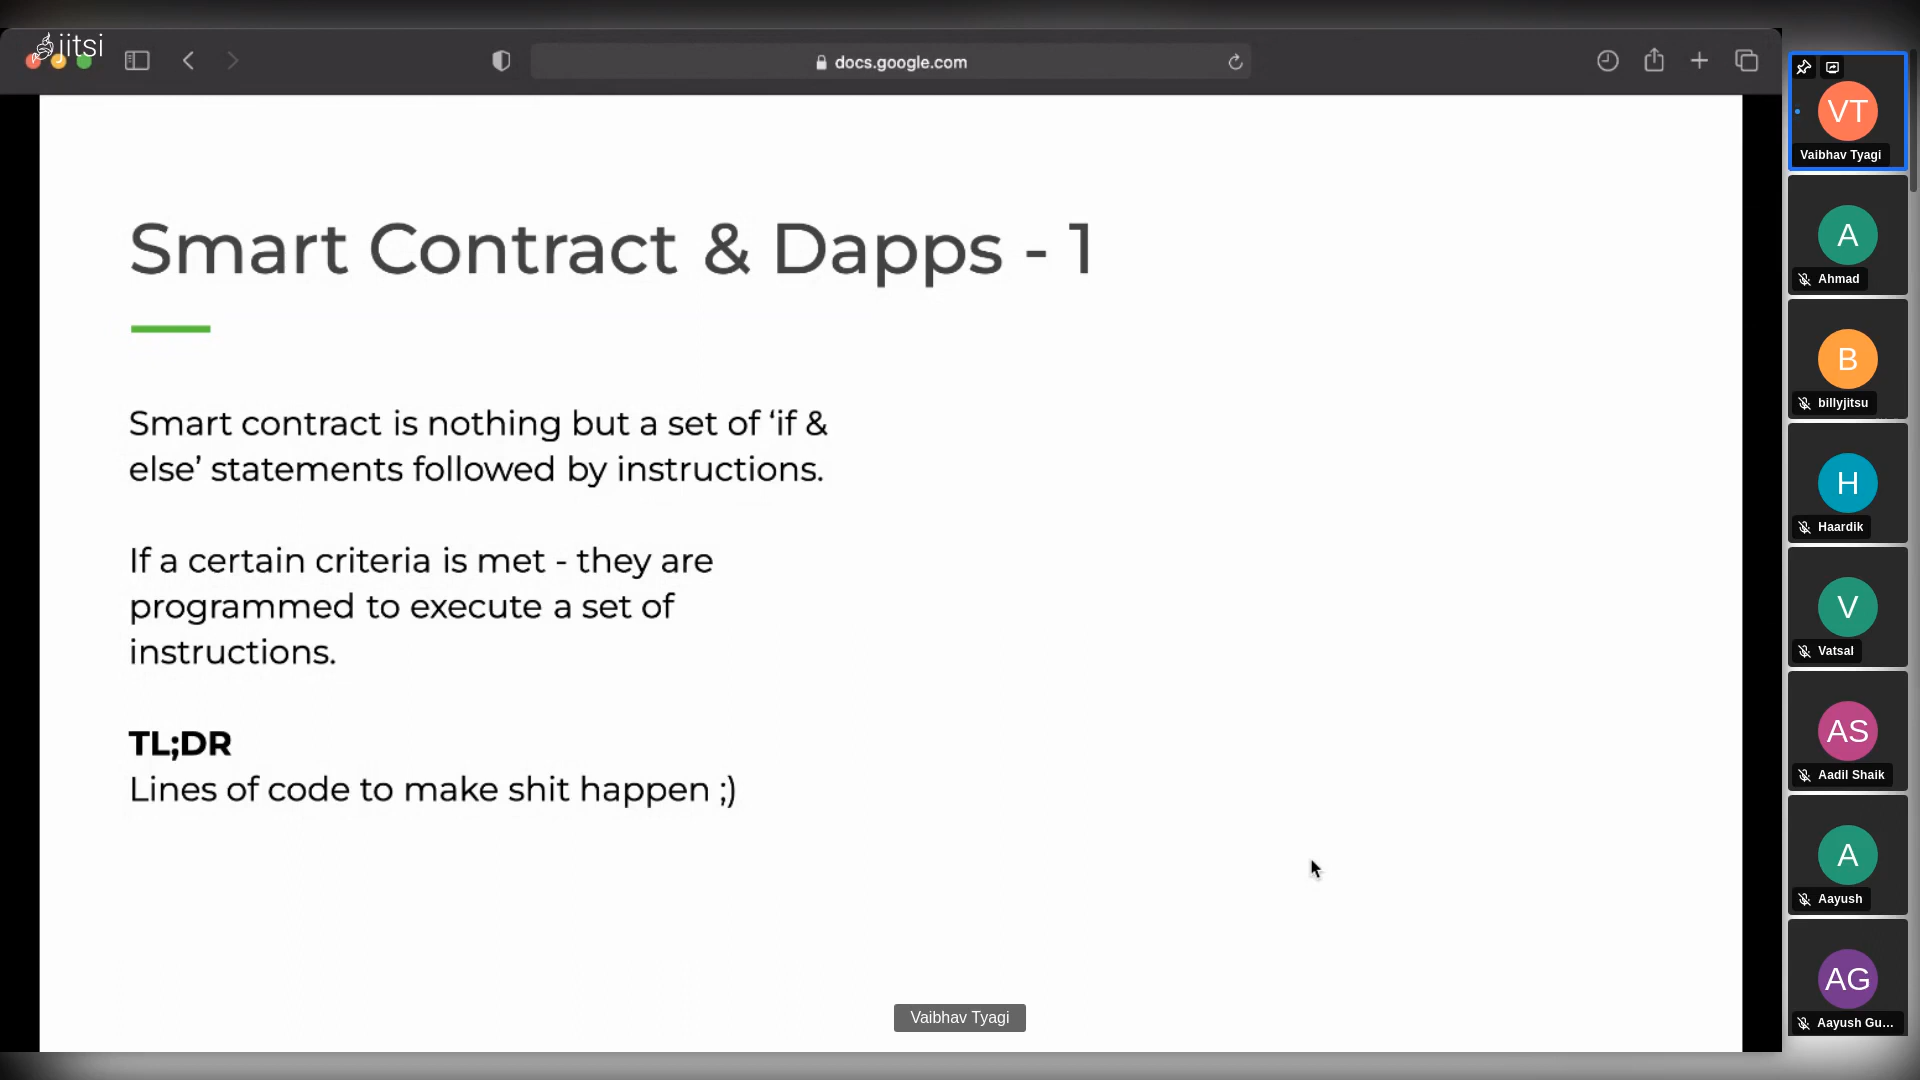 jitsi
docs.google.com
Smart Contract & Dapps - 1
Smart contract is nothing but a set of ‘if &
else’ statements followed by instructions.
If a certain criteria is met - they are
programmed to execute a set of
instructions.
TL;DR
Lines of code to make shit happen ;)
Vaibhav Tyagi
VT
Vaibhav Tyagi
A
Ahmad
B
billyjitsu
H
Haardik
V
Vatsal
AS
Aadil Shaik
A
Aayush
AG
Aayush Gu...